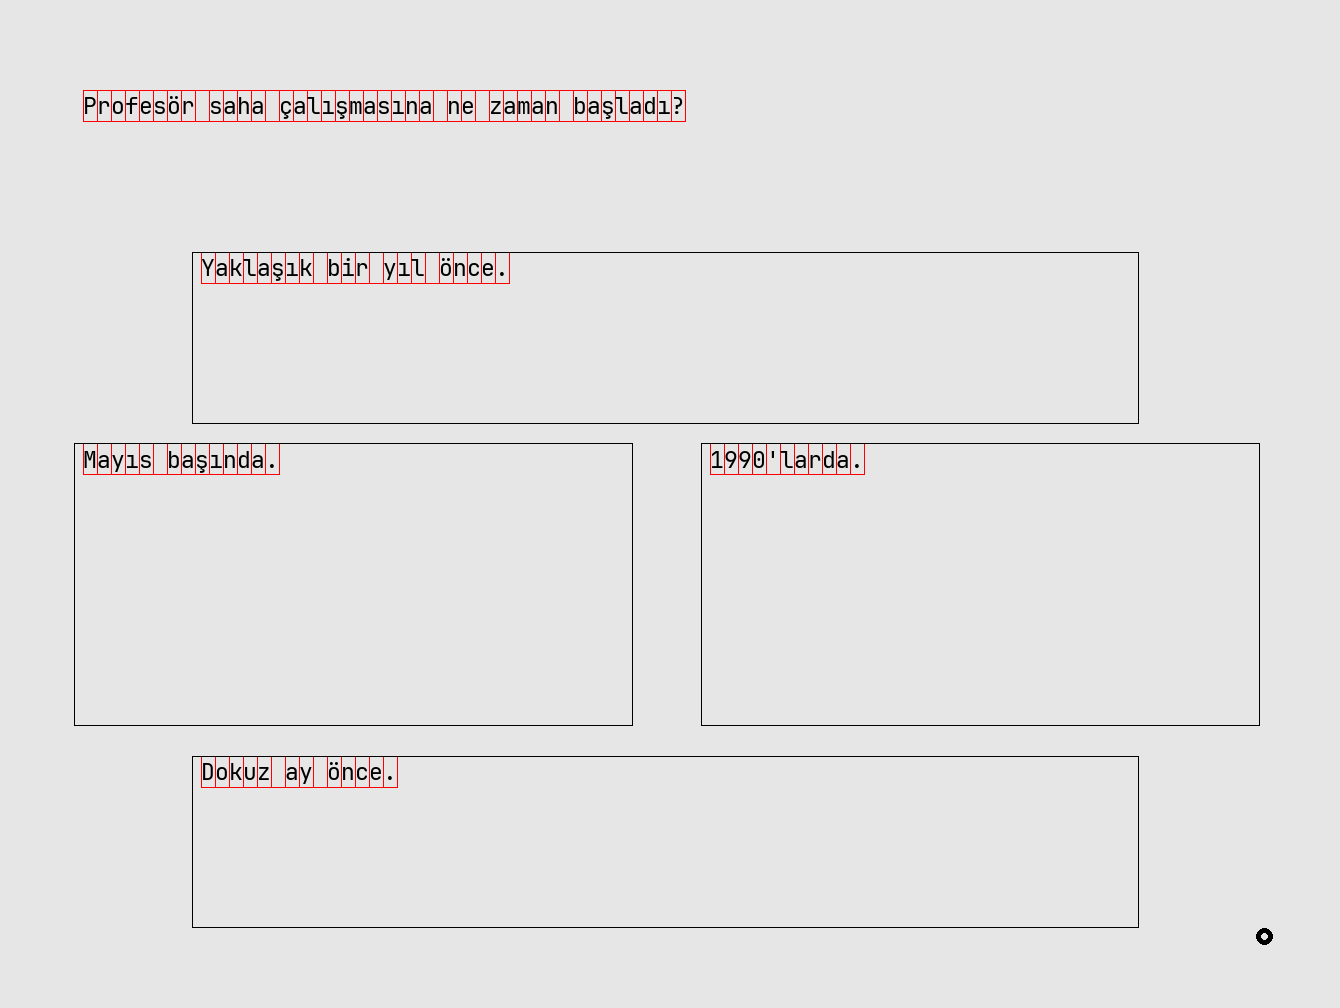 Profesör saha çalışmasına ne zaman başladı?
Yaklaşık bir yıl önce.
Mayıs başında.
1990'larda.
Dokuz ay önce.